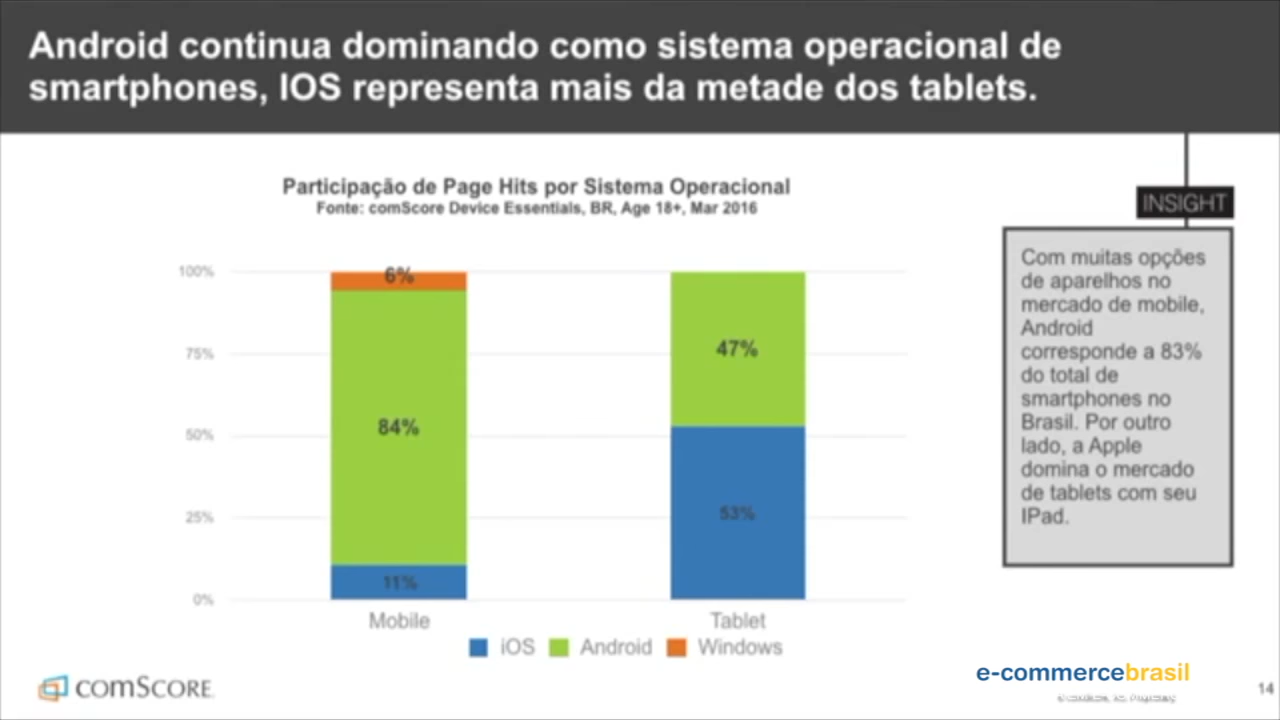 Android continua dominando como sistema operacional de
smartphones, IOS representa mais da metade dos tablets.
Participação de Page Hits por Sistema Operacional
Fonte: comScore Device Essentials, BR, Age 18+, Mar 2016
INSIGHT
Com muitas opções
de aparelhos no
mercado de mobile,
Android
corresponde a 83%
do total de
smartphones no
Brasil. Por outro
lado, a Apple
domina o mercado
de tablets com seu
IPad.
100%
75%
50%
25%
0%
6%
84%
11%
47%
53%
Mobile
Tablet
iOS
Android
Windows
comSCORE
e-commercebrasil
14